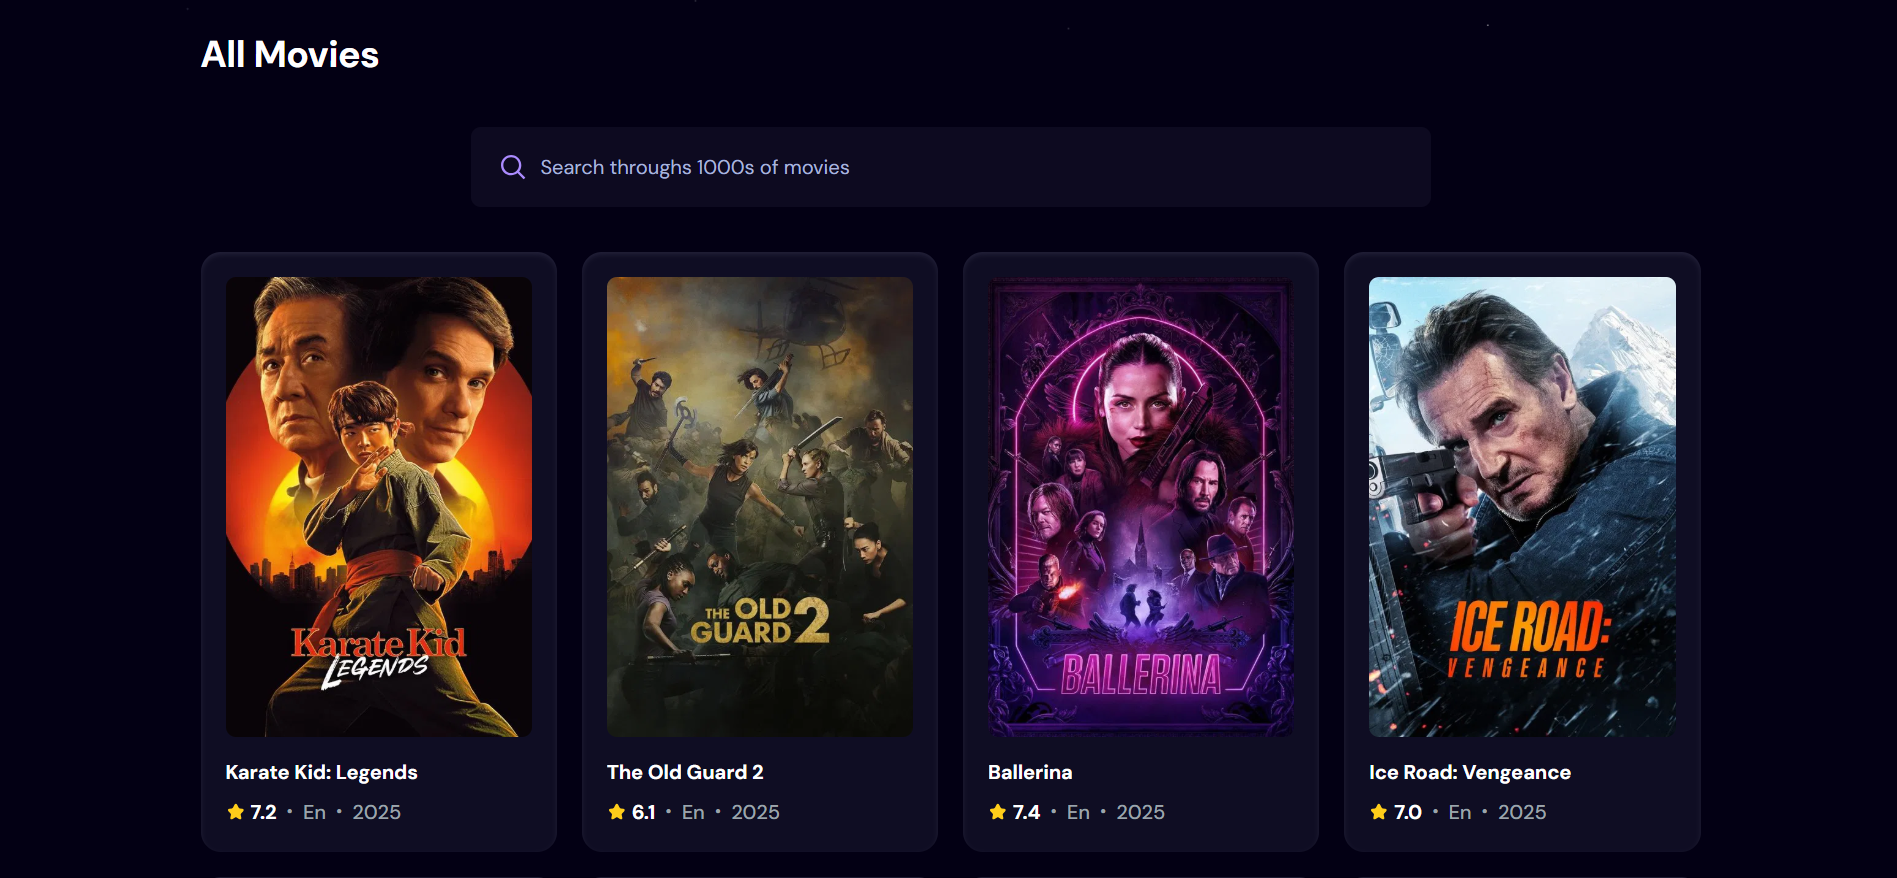 All Movies
Search throughs 1000s of movies
Karate Kid
LEGENDS
THE OLD
GUARD 2
BALLERINA
ICE ROAD:
VENGEANCE
Karate Kid: Legends
7.2 • En • 2025
The Old Guard 2
6.1 • En • 2025
Ballerina
7.4 • En • 2025
Ice Road: Vengeance
7.0 • En • 2025